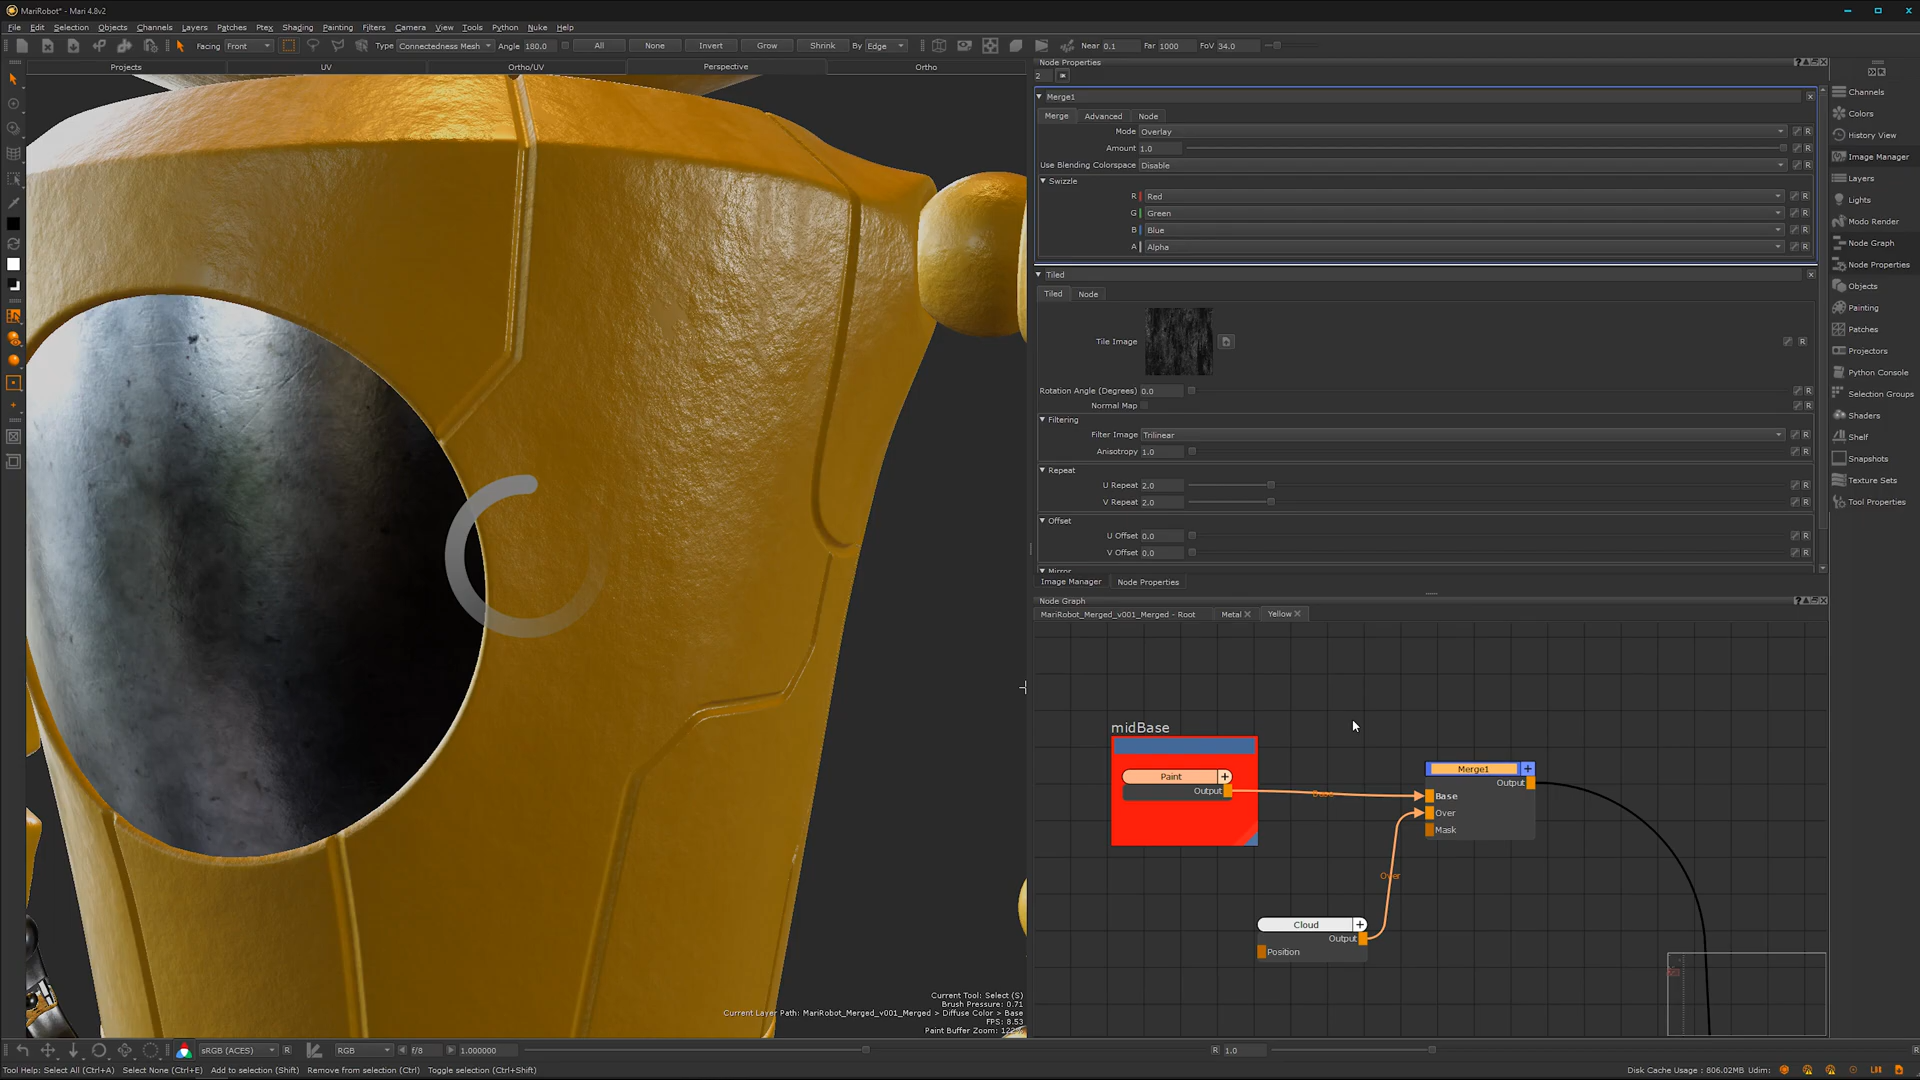 MariRobot* - Mari 4.8v2
File Edit Selection Objects Channels Layers Patches Ptex Shading Painting Filters Camera View Tools Python Nuke Help
Facing Front Type Connectedness Mesh Angle 180.0 All None Invert Grow Shrink By Edge Near 0.1 Far 1000 FoV 34.0
Projects UV Ortho/UV Perspective Ortho
Node Properties
2
Merge1
Merge Advanced Node
Mode Overlay
Amount 1.0
Use Blending Colorspace Disable
Swizzle
R Red R
G Green R
B Blue R
A Alpha R
Tiled
Tiled Node
Tile Image R
Rotation Angle (Degrees) 0.0 R
Normal Map R
Filtering
Filter Image Trilinear R
Anisotropy 1.0 R
Repeat
U Repeat 2.0 R
V Repeat 2.0 R
Offset
U Offset 0.0 R
V Offset 0.0 R
Mirror
Image Manager Node Properties
Channels
Colors
History View
Image Manager
Layers
Lights
Modo Render
Node Graph
Node Properties
Objects
Painting
Patches
Projectors
Python Console
Selection Groups
Shaders
Shelf
Snapshots
Texture Sets
Tool Properties
Node Graph
MariRobot_Merged_v001_Merged - Root Metal Yellow
midBase
Paint +
Output
Base
Merge1 +
Output
Base
Over
Mask
Over
Cloud +
Output
Position
Current Tool: Select (S)
Brush Pressure: 0.71
Current Layer Path: MariRobot_Merged_v001_Merged > Diffuse Color > Base
FPS: 8.53
Paint Buffer Zoom: 122%
sRGB (ACES) R RGB f/8 1.000000 R 1.0 R
Tool Help: Select All (Ctrl+A) Select None (Ctrl+E) Add to selection (Shift) Remove from selection (Ctrl) Toggle selection (Ctrl+Shift) Disk Cache Usage : 806.02MB Udim: